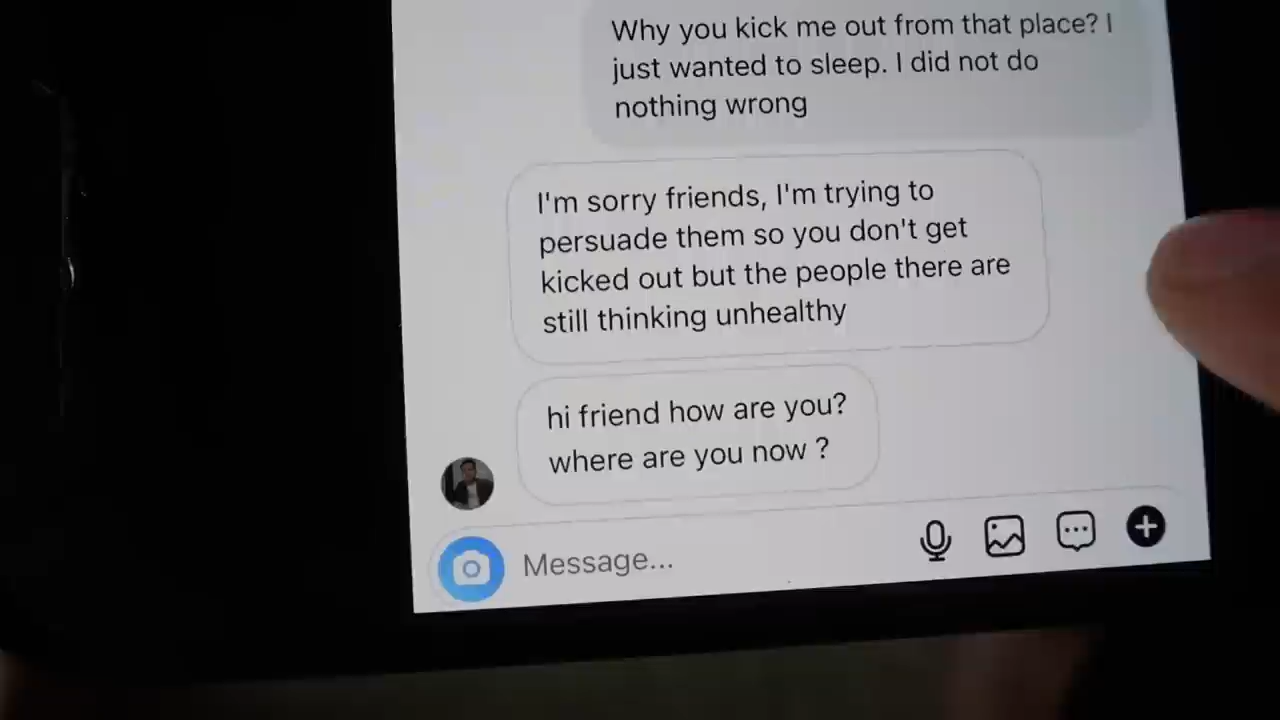 Why you kick me out from that place? I
just wanted to sleep. I did not do
nothing wrong
I'm sorry friends, I'm trying to
persuade them so you don't get
kicked out but the people there are
still thinking unhealthy
hi friend how are you?
where are you now ?
Message...